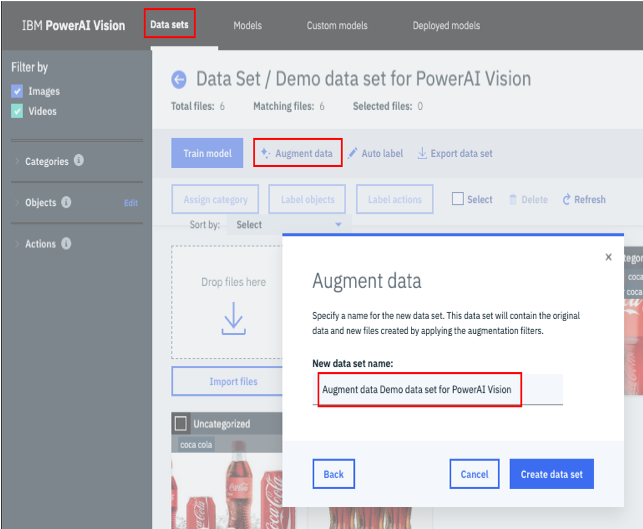 IBM PowerAI Vision
Data sets
Models
Custom models
Deployed models
Filter by
Images
Videos
Categories
Objects
Edit
Actions
Data Set / Demo data set for PowerAI Vision
Total files: 6 Matching files: 6 Selected files: 0
Train model
Augment data
Auto label
Export data set
Assign category
Label objects
Label actions
Select
Delete
Refresh
Sort by: Select
Drop files here
Import files
Uncategorized
coca cola
Augment data
x
Specify a name for the new data set. This data set will contain the original
data and new files created by applying the augmentation filters.
New data set name:
Augment data Demo data set for PowerAI Vision
Back
Cancel
Create data set
tegor
coca
coca
Coca-Cola